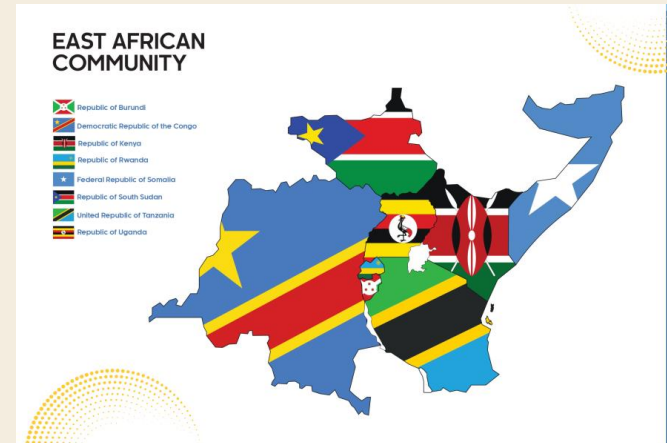 EAST AFRICAN
COMMUNITY
Republic of Burundi
Democratic Republic of the Congo
Republic of Kenya
Republic of Rwanda
Federal Republic of Somalia
Republic of South Sudan
United Republic of Tanzania
Republic of Uganda